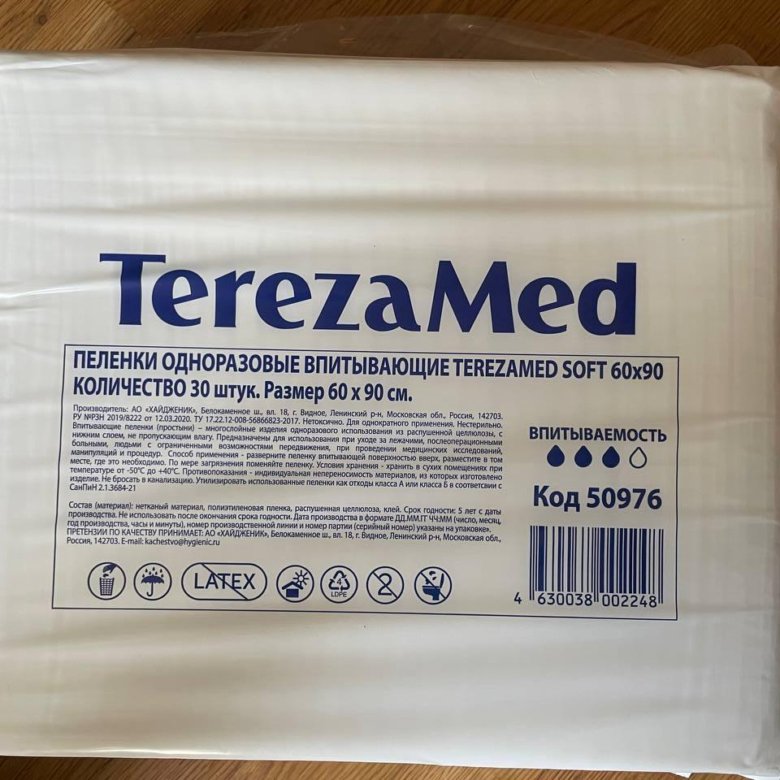 TerezaMed
ПЕЛЕНКИ ОДНОРАЗОВЫЕ ВПИТЫВАЮЩИЕ TEREZAMED SOFT 60x90
КОЛИЧЕСТВО 30 штук. Размер 60 x 90 см.
Производитель: АО «ХАЙДЖЕНИК», Белокаменное ш., вл. 18, г. Видное, Ленинский р-н, Московская обл., Россия, 142703.
РУ №РЗН 2019/8222 от 12.03.2020. ТУ 17.22.12-008-56866823-2017. Нетоксично. Для однократного применения. Нестерильно.
Впитывающие пеленки (простыни) – многослойные изделия одноразового использования из распушенной целлюлозы, с
нижним слоем, не пропускающим влагу. Предназначены для использования при уходе за лежачими, послеоперационными
больными, людьми с ограниченными возможностями передвижения, при проведении медицинских исследований,
манипуляций и процедур. Способ применения - разверните пеленку впитывающей поверхностью вверх, разместите в том
месте, где это необходимо. По мере загрязнения поменяйте пеленку. Условия хранения - хранить в сухих помещениях при
температуре от -50°C до +40°C. Противопоказания - индивидуальная непереносимость материалов, из которых изготовлено
изделие. Не бросать в канализацию. Утилизировать использованные пеленки как отходы класса А или класса Б в соответсвии с
СанПиН 2.1.3684-21
Состав (материал): нетканый материал, полиэтиленовая пленка, распушенная целлюлоза, клей. Срок годности: 5 лет с даты
производства. Не использовать после окончания срока годности. Дата производства в формате ДД.ММ.ГГ ЧЧ:ММ (число, месяц,
год производства, часы и минуты), номер производственной линии и номер партии (серийный номер) указаны на упаковке.
ПРЕТЕНЗИИ ПО КАЧЕСТВУ ПРИНИМАЕТ: АО «ХАЙДЖЕНИК», Белокаменное ш., вл. 18, г. Видное, Ленинский р-н, Московская обл.,
Россия, 142703. E-mail: kachestvo@hygienic.ru
ВПИТЫВАЕМОСТЬ
Код 50976
LATEX
4
LDPE
2
4 630038 002248